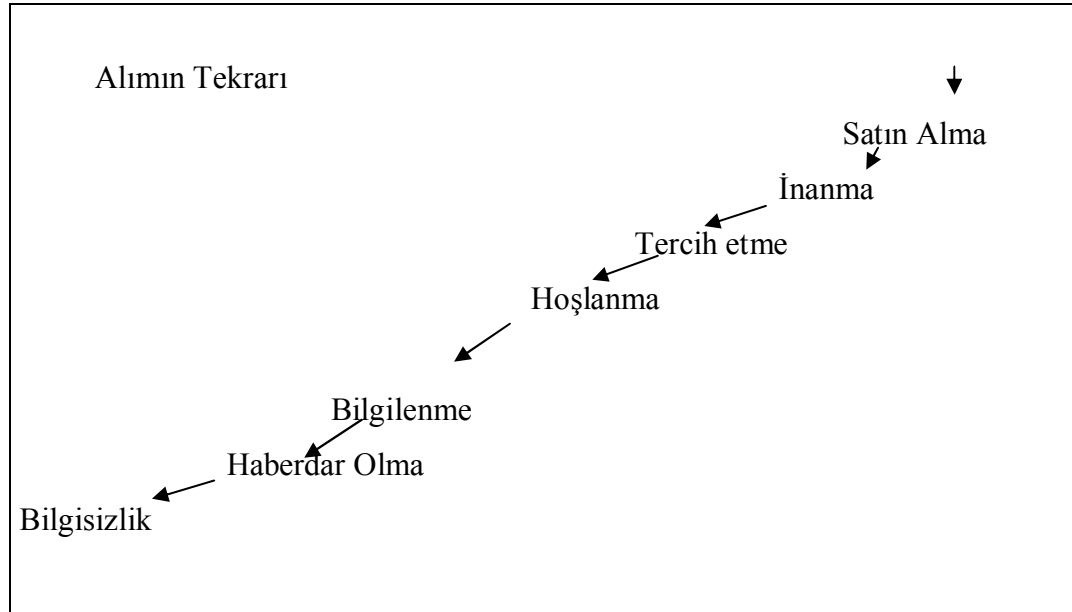 Alımın Tekrarı
Satın Alma
İnanma
Tercih etme
Hoşlanma
Bilgilenme
Haberdar Olma
Bilgisizlik